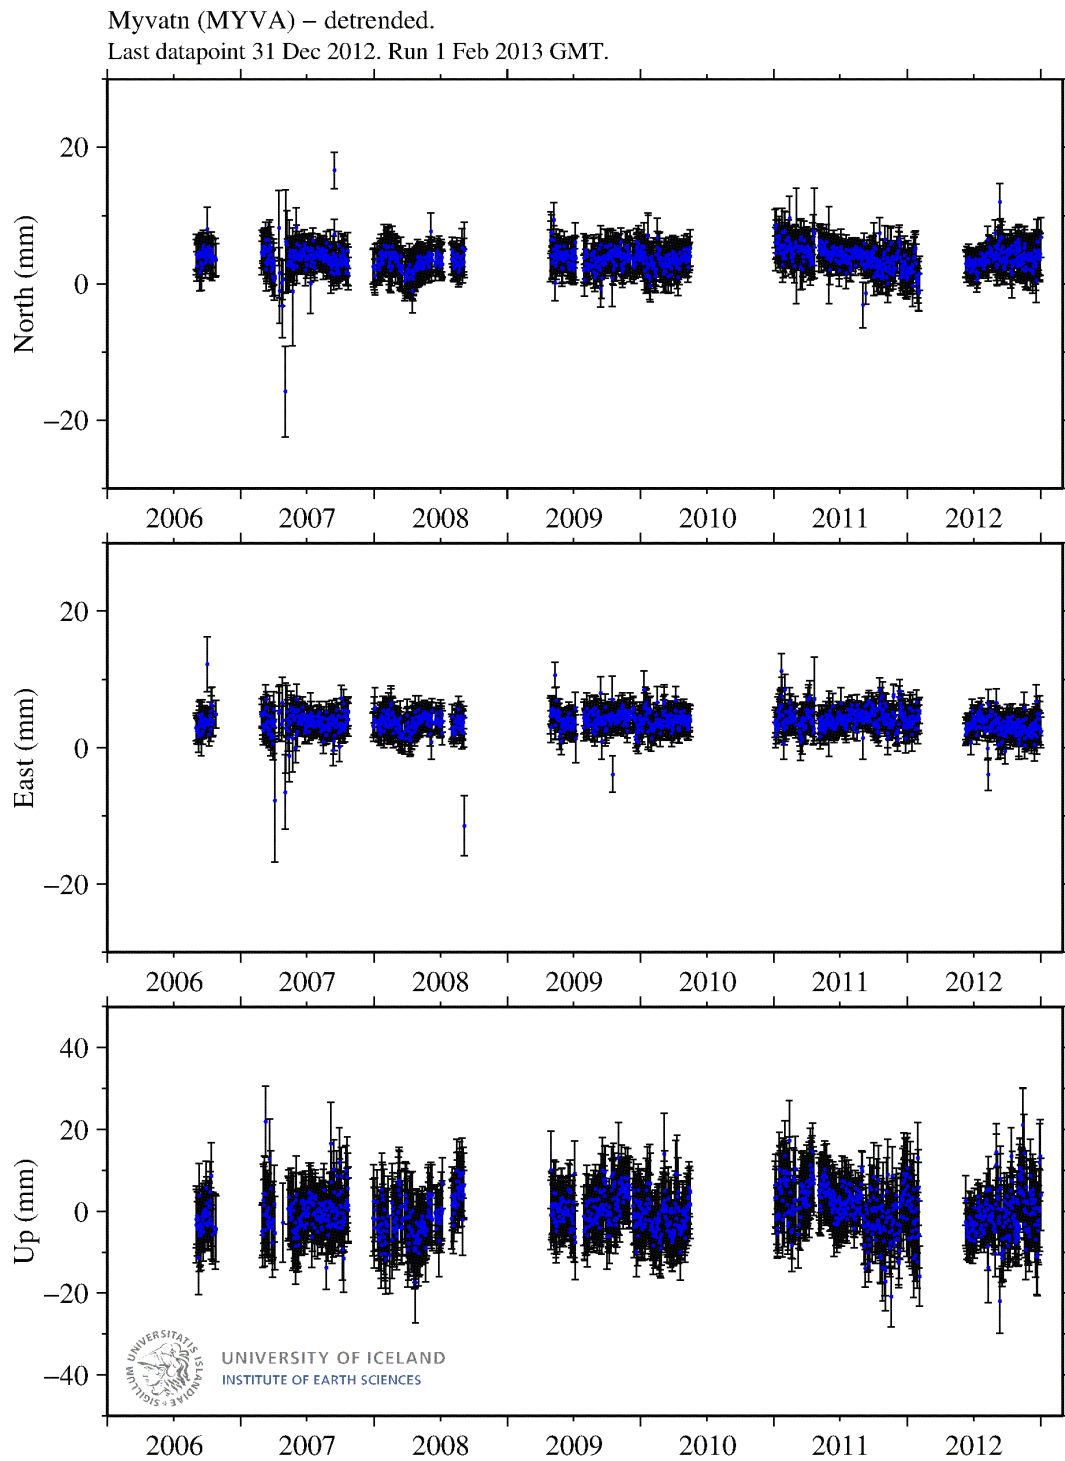 Myvatn (MYVA) − detrended.
Last datapoint 31 Dec 2012. Run 1 Feb 2013 GMT.
North (mm)
20
0
−20
2006 2007 2008 2009 2010 2011 2012
East (mm)
20
0
−20
2006 2007 2008 2009 2010 2011 2012
Up (mm)
40
20
0
−20
−40
SIGILLUM UNIVERSITATIS ISLANDIAE
UNIVERSITY OF ICELAND
INSTITUTE OF EARTH SCIENCES
2006 2007 2008 2009 2010 2011 2012